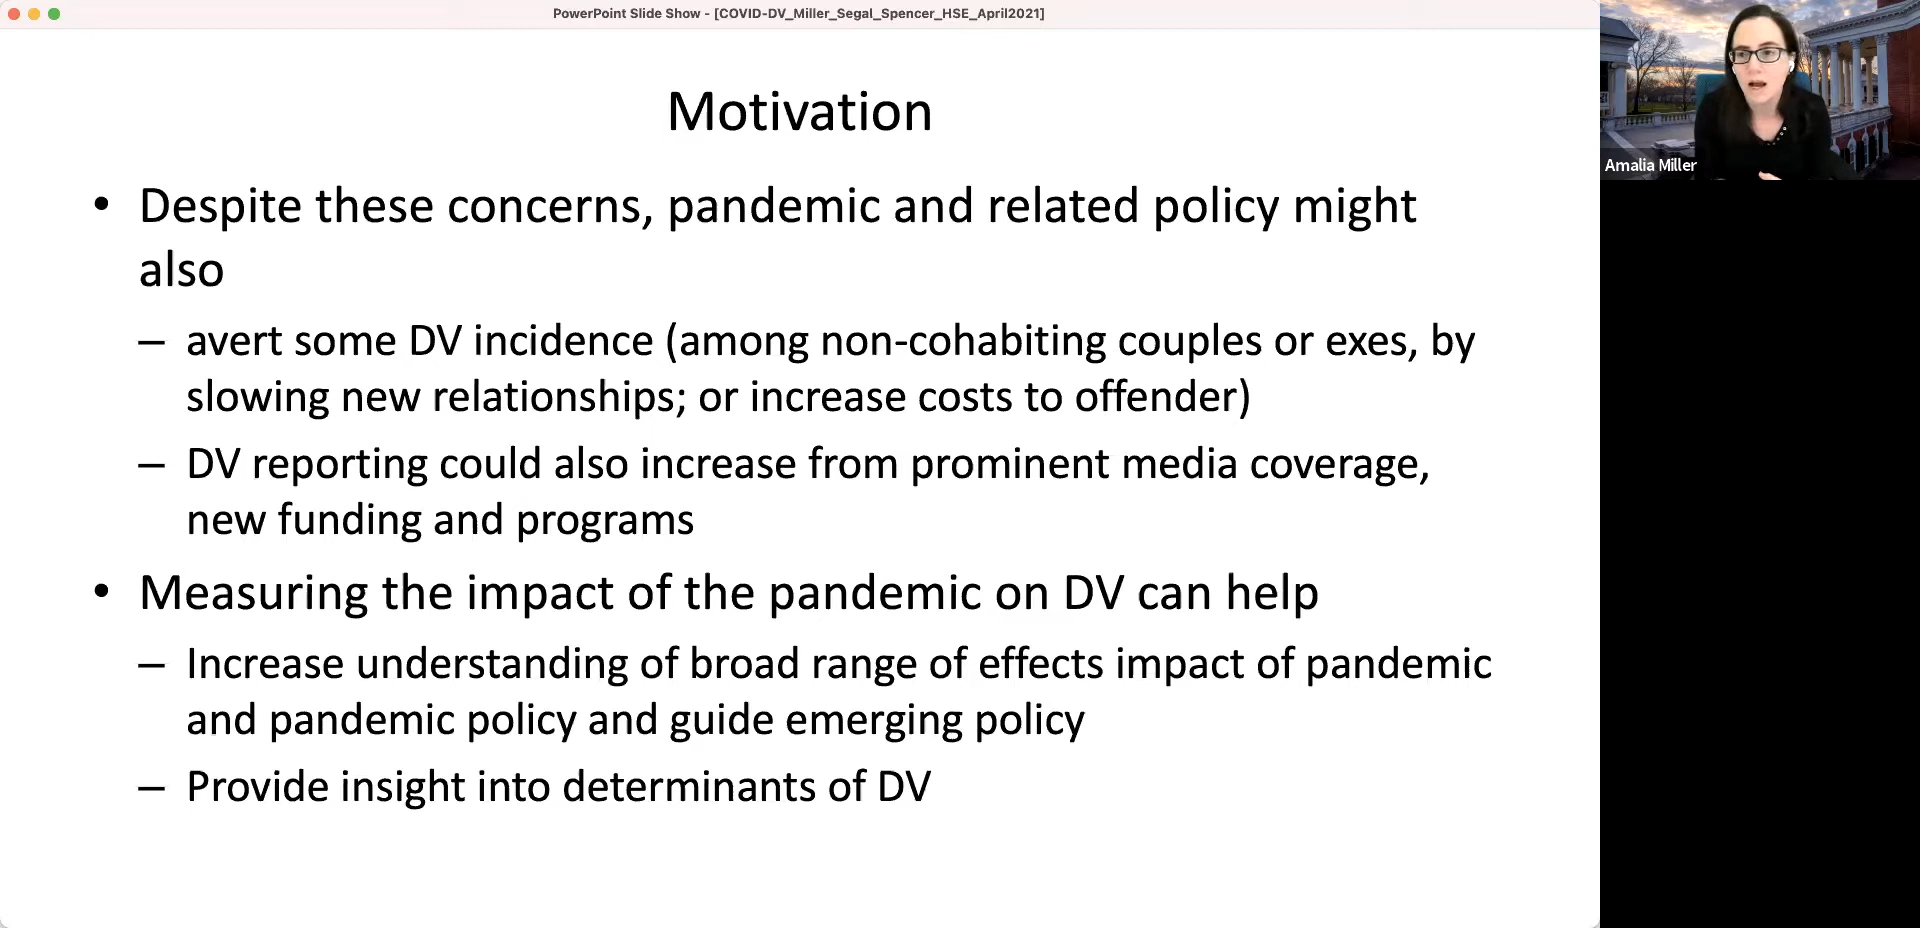 PowerPoint Slide Show - [COVID-DV_Miller_Segal_Spencer_HSE_April2021]
Motivation
• Despite these concerns, pandemic and related policy might
also
– avert some DV incidence (among non-cohabiting couples or exes, by
slowing new relationships; or increase costs to offender)
– DV reporting could also increase from prominent media coverage,
new funding and programs
• Measuring the impact of the pandemic on DV can help
– Increase understanding of broad range of effects impact of pandemic
and pandemic policy and guide emerging policy
– Provide insight into determinants of DV
Amalia Miller